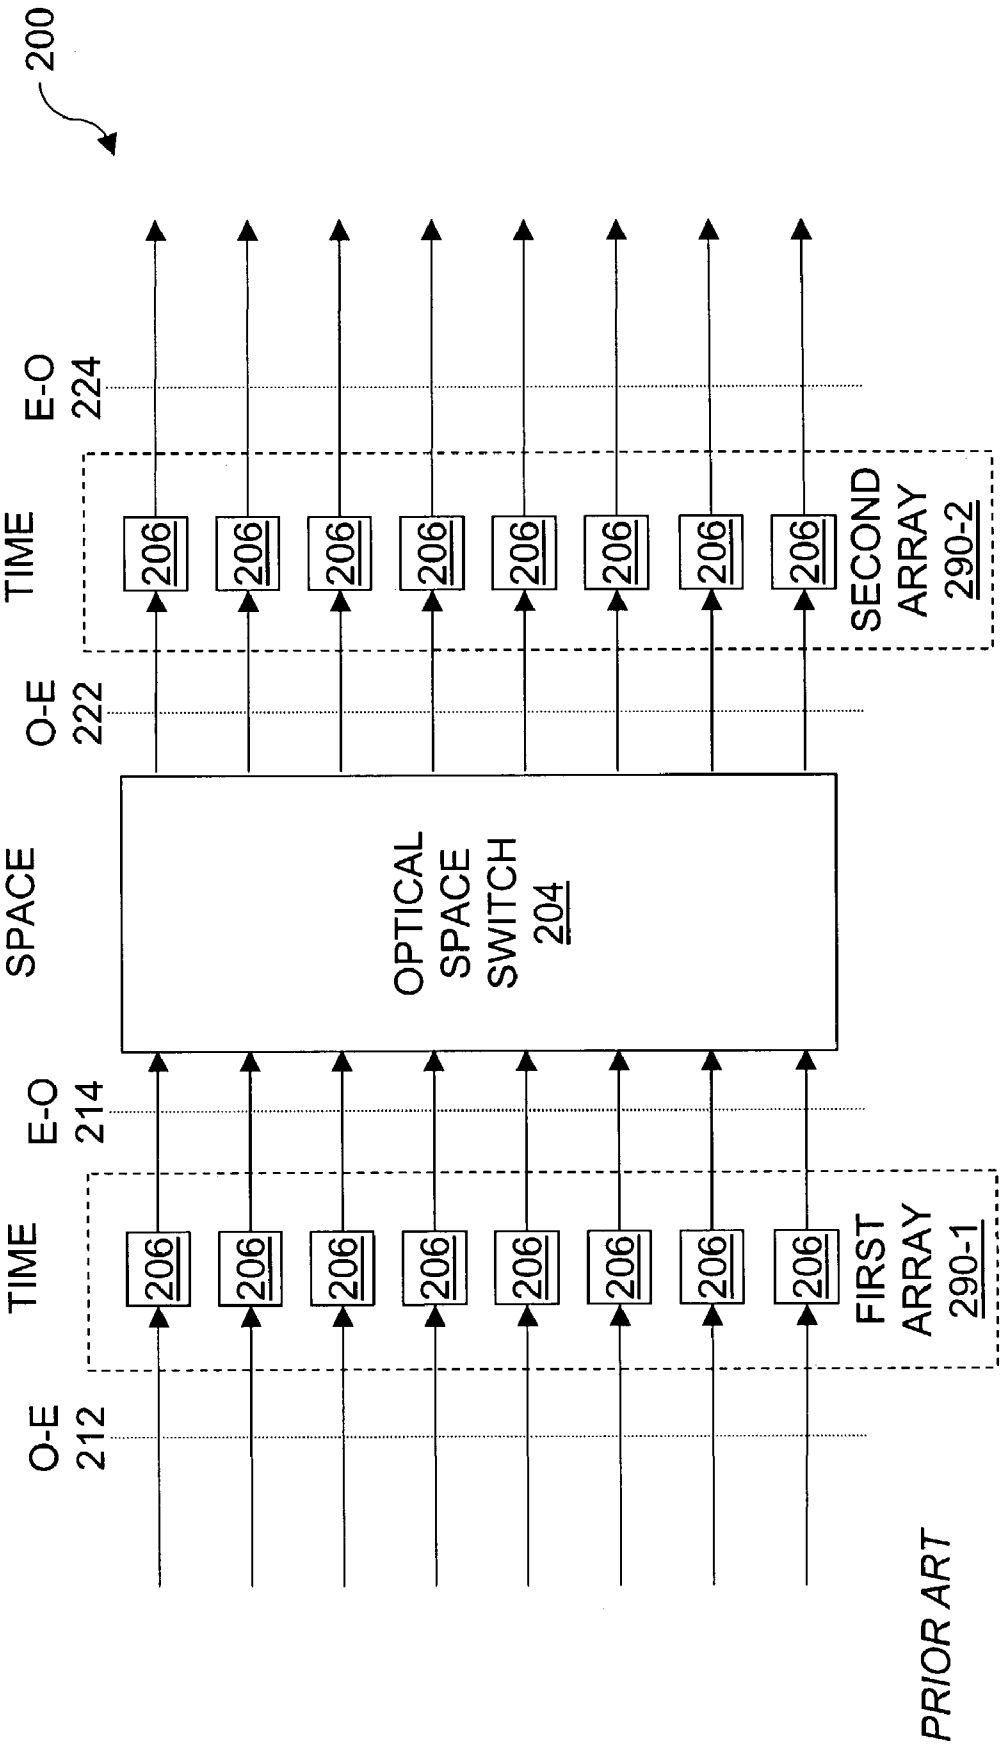 200
TIME
SPACE
TIME
O-E
212
E-O
214
O-E
222
E-O
224
206
206
206
206
206
206
206
206
OPTICAL
SPACE
SWITCH
204
206
206
206
206
206
206
206
206
FIRST
ARRAY
290-1
SECOND
ARRAY
290-2
PRIOR ART